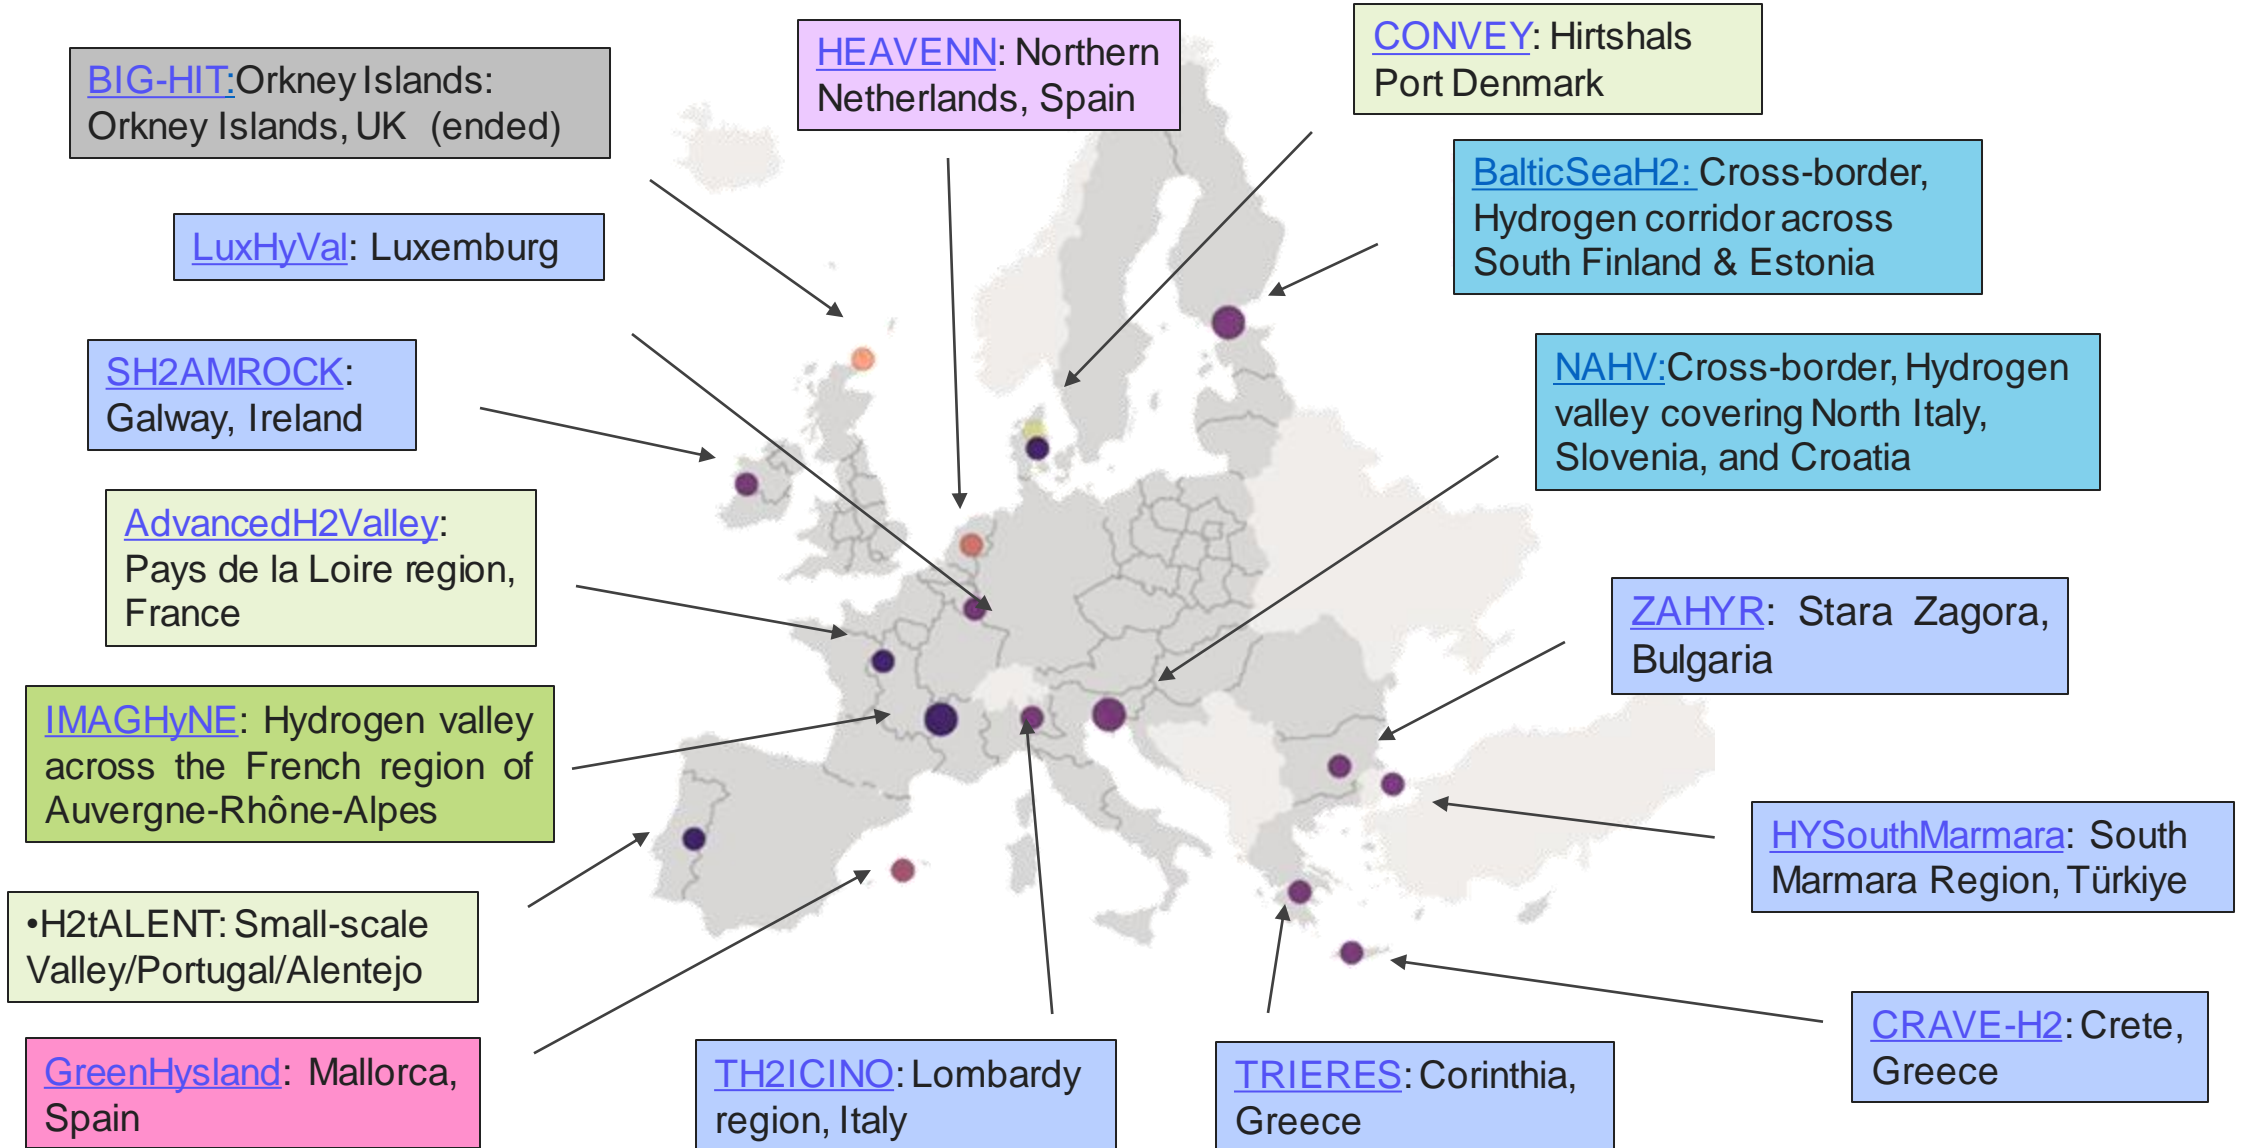 BIG-HIT:Orkney Islands:
Orkney Islands, UK (ended)
HEAVENN: Northern
Netherlands, Spain
CONVEY: Hirtshals
Port Denmark
BalticSeaH2: Cross-border,
Hydrogen corridor across
South Finland & Estonia
LuxHyVal: Luxemburg
SH2AMROCK:
Galway, Ireland
NAHV:Cross-border, Hydrogen
valley covering North Italy,
Slovenia, and Croatia
AdvancedH2Valley:
Pays de la Loire region,
France
ZAHYR: Stara Zagora,
Bulgaria
IMAGHyNE: Hydrogen valley
across the French region of
Auvergne-Rhône-Alpes
HYSouthMarmara: South
Marmara Region, Türkiye
•H2tALENT: Small-scale
Valley/Portugal/Alentejo
CRAVE-H2: Crete,
Greece
GreenHysland: Mallorca,
Spain
TH2ICINO: Lombardy
region, Italy
TRIERES: Corinthia,
Greece